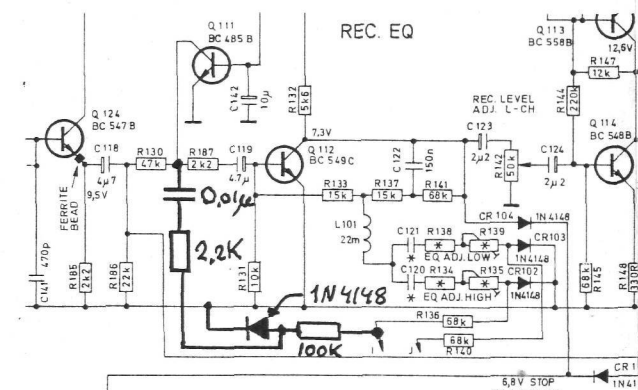 Q 111
BC 485 B
REC. EQ
Q113
BC 558B
12,6V
R147
12k
C142
10µ
R132
5k6
R144
220k
REC. LEVEL
ADJ. L-CH
Q 124
BC 547 B
7,3V
C123
2µ2
Q 114
BC 548B
C118
4µ7
R130
47k
R187
2k2
C119
4.7µ
Q 112
BC 549C
C122
150n
R142
50k
C124
2µ2
9,5V
FERRITE
BEAD
0,01µ
R133
15k
R137
15k
R141
68k
CR 104
1N 4148
L101
22m
C121
*
R138
*
R139
*
CR103
EQ ADJ. LOW
1N4148
470p
C141
2,2K
R185
2k2
R186
22k
R131
10k
C120
*
R134
*
R135
*
CR102
EQ ADJ. HIGH
1N4148
68k
R145
R148
330R
1N4148
R136
68k
100K
I
J
68k
R140
6,8V STOP
CR1
1N41